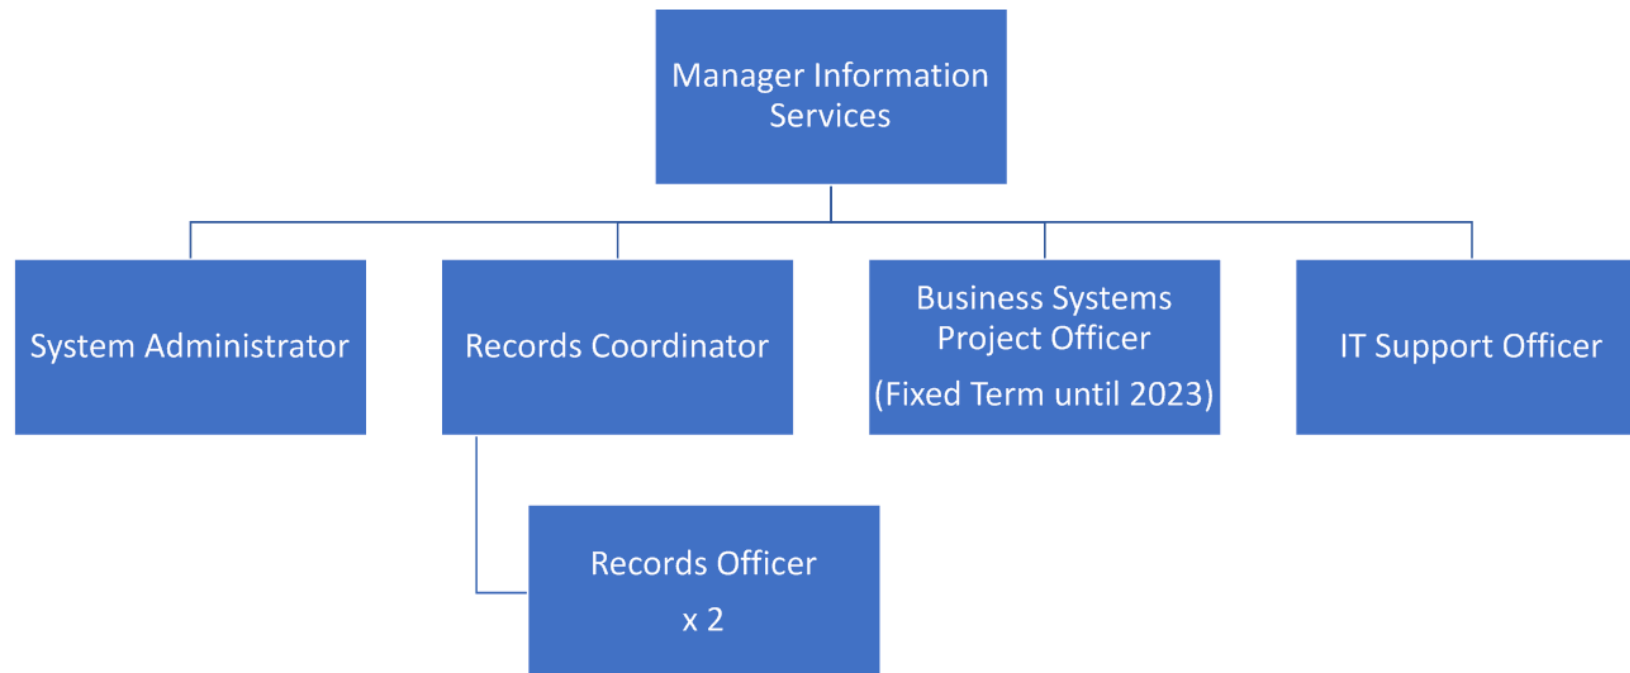 Manager Information
Services
System Administrator
Records Coordinator
Business Systems
Project Officer
(Fixed Term until 2023)
IT Support Officer
Records Officer
x 2